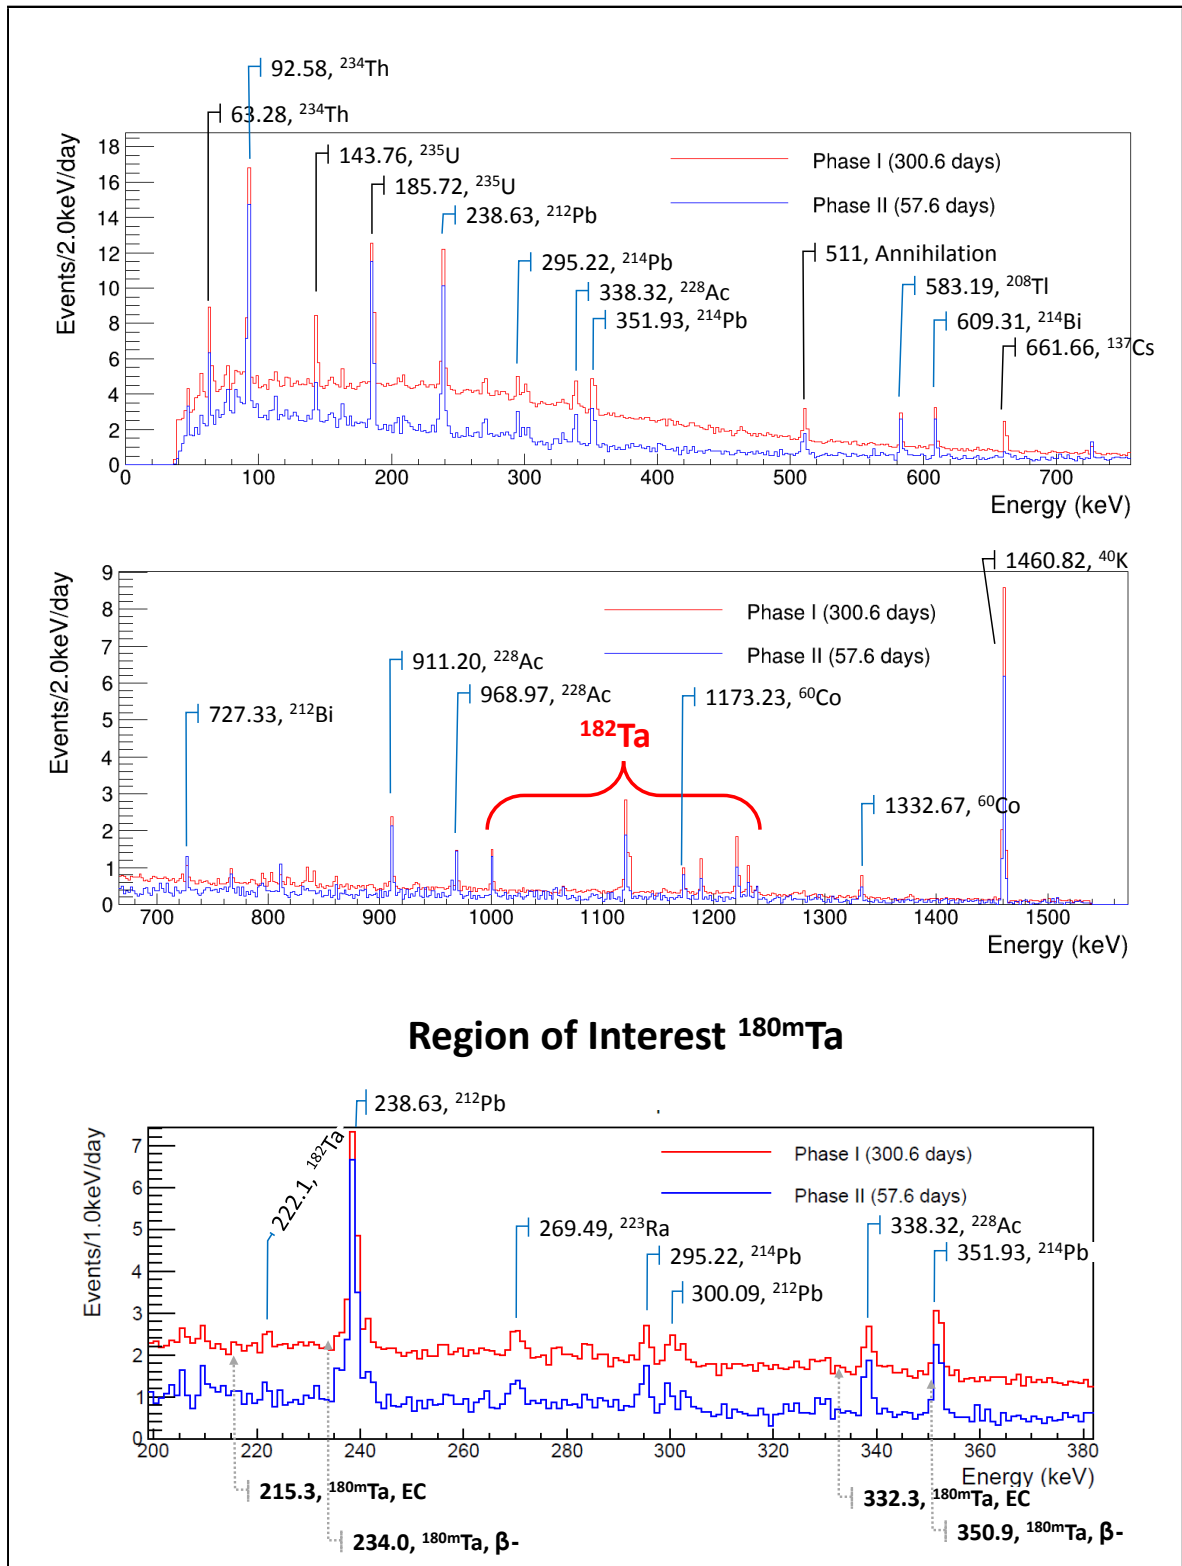 92.58, ²³⁴Th
63.28, ²³⁴Th
143.76, ²³⁵U
185.72, ²³⁵U
238.63, ²¹²Pb
295.22, ²¹⁴Pb
338.32, ²²⁸Ac
351.93, ²¹⁴Pb
511, Annihilation
583.19, ²⁰⁸Tl
609.31, ²¹⁴Bi
661.66, ¹³⁷Cs
Phase I (300.6 days)
Phase II (57.6 days)
Events/2.0keV/day
18
16
14
12
10
8
6
4
2
0
0 100 200 300 400 500 600 700
Energy (keV)
1460.82, ⁴⁰K
Phase I (300.6 days)
Phase II (57.6 days)
911.20, ²²⁸Ac
968.97, ²²⁸Ac
727.33, ²¹²Bi
1173.23, ⁶⁰Co
¹⁸²Ta
1332.67, ⁶⁰Co
Events/2.0keV/day
9
8
7
6
5
4
3
2
1
0
700 800 900 1000 1100 1200 1300 1400 1500
Energy (keV)
Region of Interest ¹⁸⁰ᵐTa
238.63, ²¹²Pb
222.1, ¹⁸²Ta
Phase I (300.6 days)
Phase II (57.6 days)
269.49, ²²³Ra
295.22, ²¹⁴Pb
300.09, ²¹²Pb
338.32, ²²⁸Ac
351.93, ²¹⁴Pb
Events/1.0keV/day
7
6
5
4
3
2
1
0
200 220 240 260 280 300 320 340 360 380
Energy (keV)
215.3, ¹⁸⁰ᵐTa, EC
332.3, ¹⁸⁰ᵐTa, EC
234.0, ¹⁸⁰ᵐTa, β-
350.9, ¹⁸⁰ᵐTa, β-